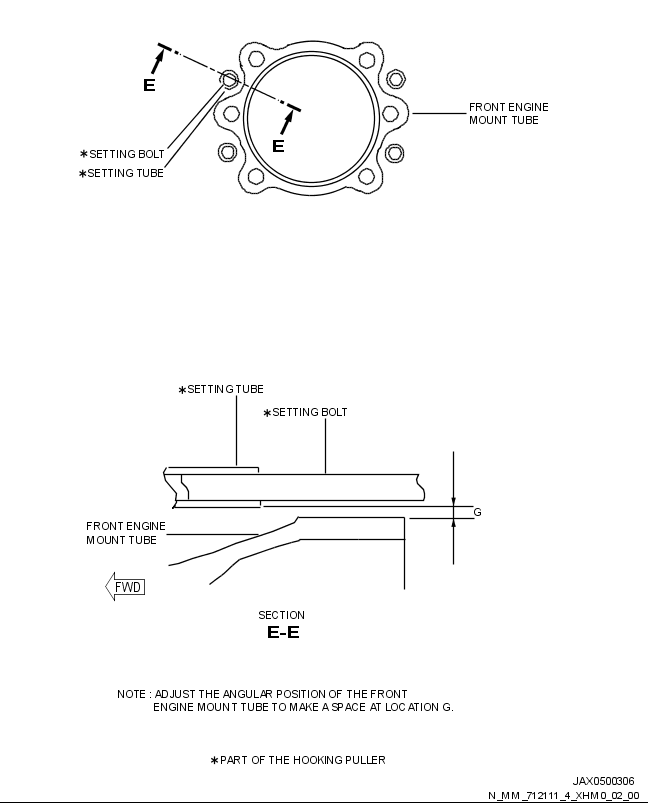 E
E
FRONT ENGINE
MOUNT TUBE
*SETTING BOLT
*SETTING TUBE
*SETTING TUBE
*SETTING BOLT
G
FRONT ENGINE
MOUNT TUBE
FWD
SECTION
E-E
NOTE : ADJUST THE ANGULAR POSITION OF THE FRONT
ENGINE MOUNT TUBE TO MAKE A SPACE AT LOCATION G.
*PART OF THE HOOKING PULLER
JAX0500306
N_MM_712111_4_XHM0_02_00